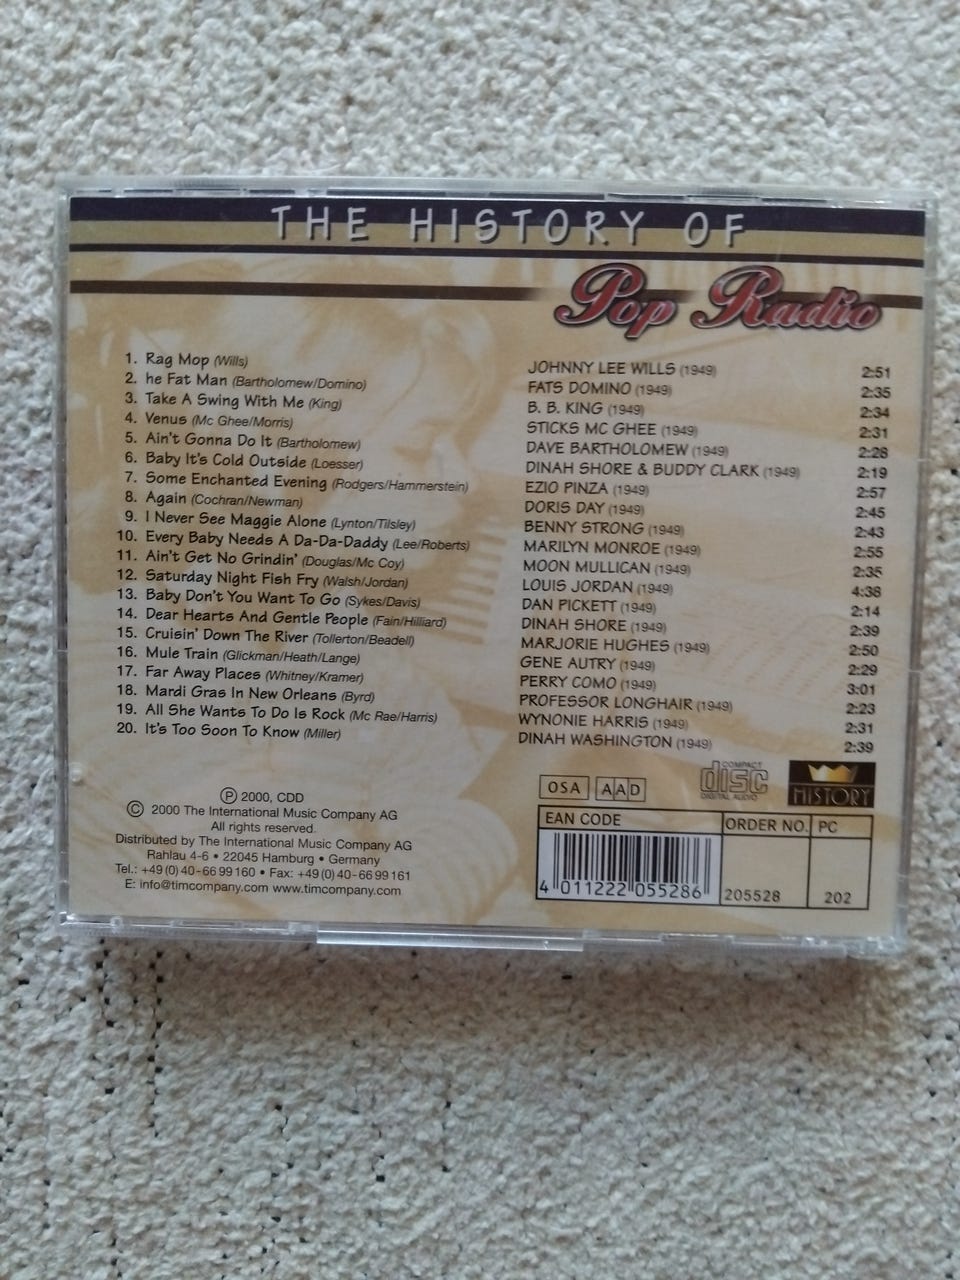 THE HISTORY OF
Pop Radio
1. Rag Mop (Wills) JOHNNY LEE WILLS (1949) 2:51
2. he Fat Man (Bartholomew/Domino) FATS DOMINO (1949) 2:35
3. Take A Swing With Me (King) B. B. KING (1949) 2:34
4. Venus (Mc Ghee/Morris) STICKS MC GHEE (1949) 2:31
5. Ain't Gonna Do It (Bartholomew) DAVE BARTHOLOMEW (1949) 2:28
6. Baby It's Cold Outside (Loesser) DINAH SHORE & BUDDY CLARK (1949) 2:19
7. Some Enchanted Evening (Rodgers/Hammerstein) EZIO PINZA (1949) 2:57
8. Again (Cochran/Newman) DORIS DAY (1949) 2:45
9. I Never See Maggie Alone (Lynton/Tilsley) BENNY STRONG (1949) 2:43
10. Every Baby Needs A Da-Da-Daddy (Lee/Roberts) MARILYN MONROE (1949) 2:55
11. Ain't Get No Grindin' (Douglas/Mc Coy) MOON MULLICAN (1949) 2:35
12. Saturday Night Fish Fry (Walsh/Jordan) LOUIS JORDAN (1949) 4:38
13. Baby Don't You Want To Go (Sykes/Davis) DAN PICKETT (1949) 2:14
14. Dear Hearts And Gentle People (Fain/Hilliard) DINAH SHORE (1949) 2:39
15. Cruisin' Down The River (Tollerton/Beadell) MARJORIE HUGHES (1949) 2:50
16. Mule Train (Glickman/Heath/Lange) GENE AUTRY (1949) 2:29
17. Far Away Places (Whitney/Kramer) PERRY COMO (1949) 3:01
18. Mardi Gras In New Orleans (Byrd) PROFESSOR LONGHAIR (1949) 2:23
19. All She Wants To Do Is Rock (Mc Rae/Harris) WYNONIE HARRIS (1949) 2:31
20. It's Too Soon To Know (Miller) DINAH WASHINGTON (1949) 2:39
Ⓟ 2000, CDD
© 2000 The International Music Company AG
All rights reserved.
Distributed by The International Music Company AG
Rahlau 4-6 • 22045 Hamburg • Germany
Tel.: +49 (0) 40-66 99 160 • Fax: +49 (0) 40-66 99 161
E: info@timcompany.com www.timcompany.com
OSA AAD
COMPACT
disc
DIGITAL AUDIO
HISTORY
EAN CODE ORDER NO. PC
4 011222 055286 205528 202